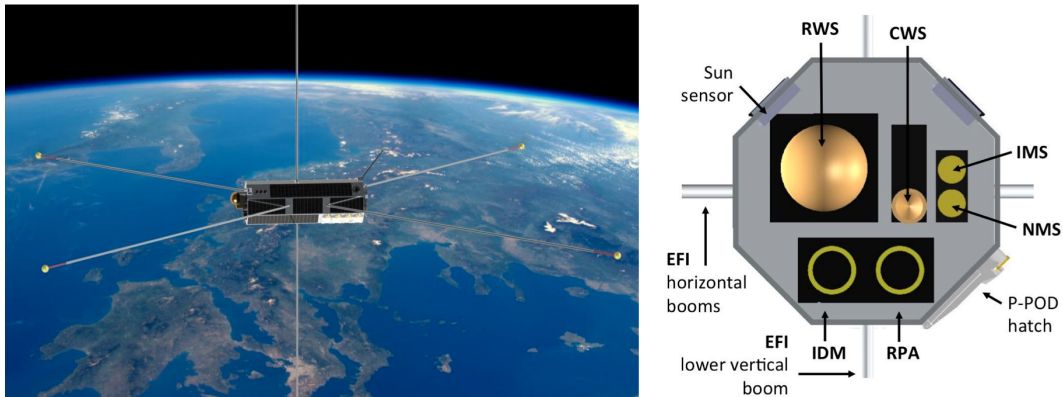 RWS
CWS
Sun
sensor
IMS
NMS
EFI
horizontal
booms
P-POD
hatch
EFI
lower vertical
boom
IDM
RPA